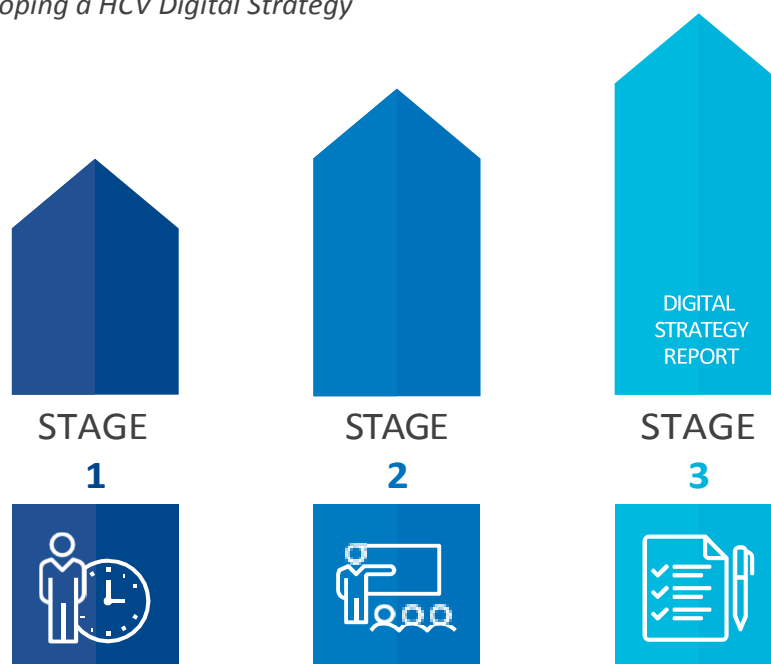 a HCV Digital Strategy
DIGITAL
STRATEGY
REPORT
STAGE
1
STAGE
2
STAGE
3